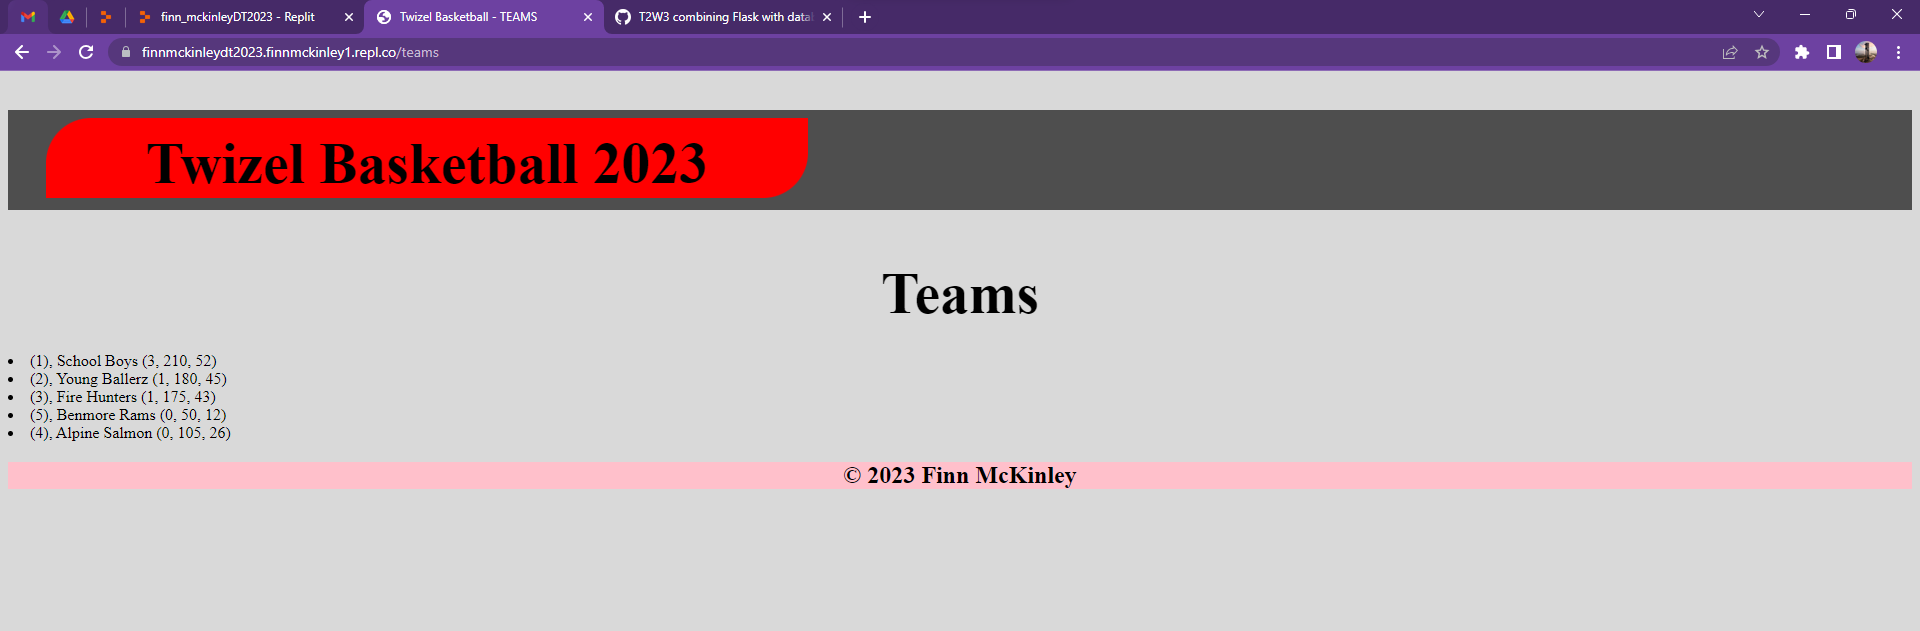 finn_mckinleyDT2023 - Replit
Twizel Basketball - TEAMS
T2W3 combining Flask with data
finnmckinleydt2023.finnmckinley1.repl.co/teams
Twizel Basketball 2023
Teams
• (1), School Boys (3, 210, 52)
• (2), Young Ballerz (1, 180, 45)
• (3), Fire Hunters (1, 175, 43)
• (5), Benmore Rams (0, 50, 12)
• (4), Alpine Salmon (0, 105, 26)
© 2023 Finn McKinley